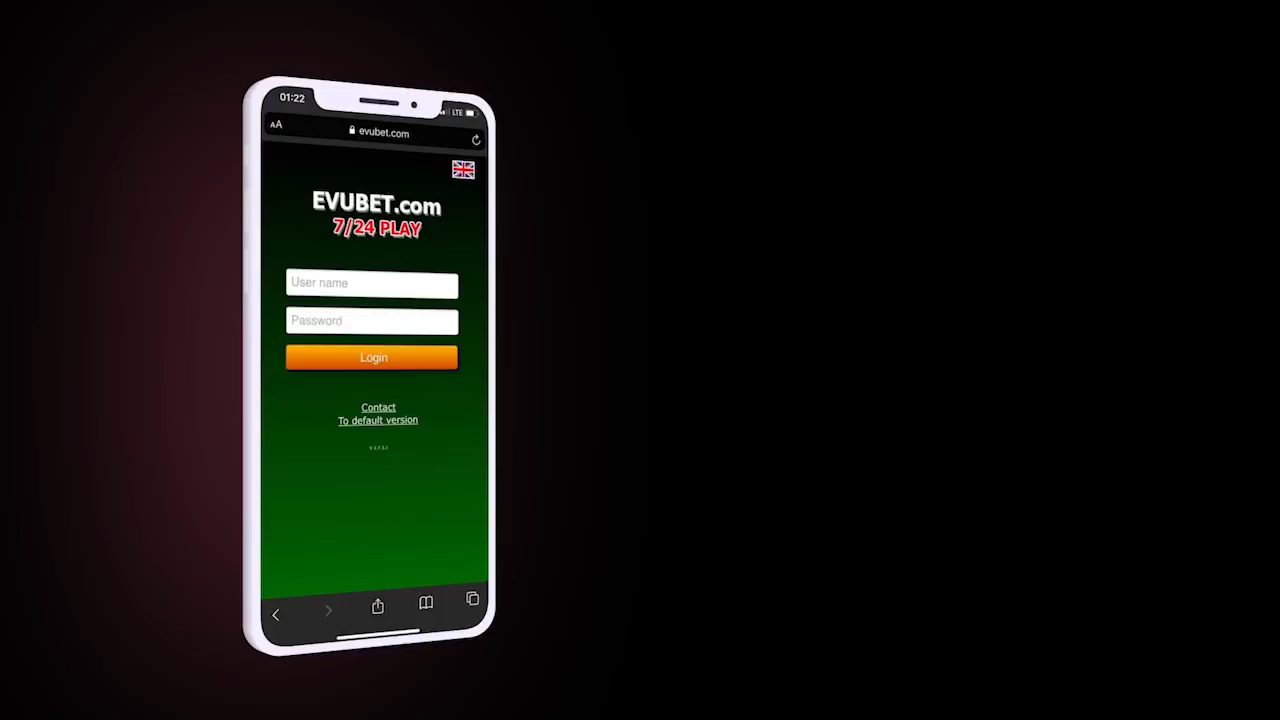 01:22
LTE
AA
evubet.com
EVUBET.com
7/24 PLAY
User name
Password
Login
Contact
To default version